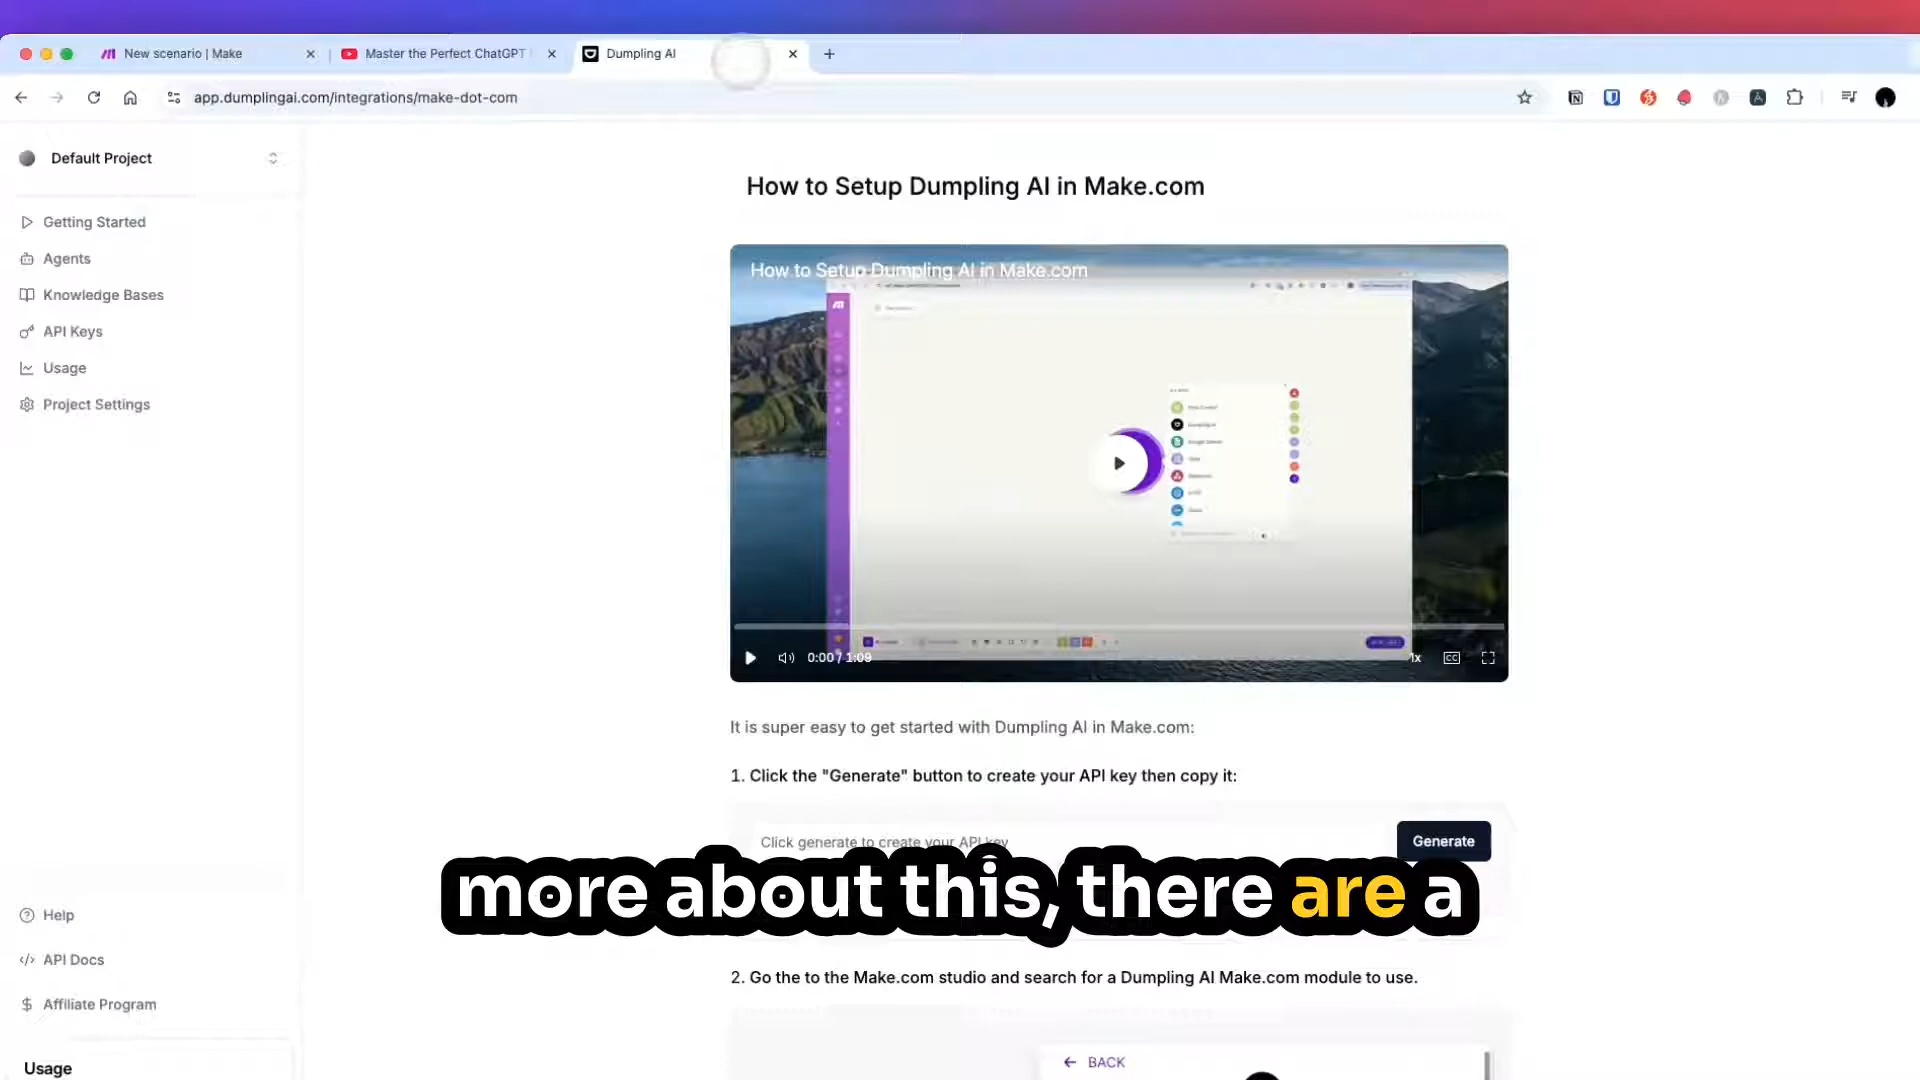 New scenario | Make
Master the Perfect ChatGPT
Dumpling AI
app.dumplingai.com/integrations/make-dot-com
Default Project
Getting Started
Agents
Knowledge Bases
API Keys
Usage
Project Settings
Help
API Docs
Affiliate Program
Usage
How to Setup Dumpling AI in Make.com
How to Setup Dumpling AI in Make.com
0:00 / 1:09
1x
CC
It is super easy to get started with Dumpling AI in Make.com:
1. Click the "Generate" button to create your API key then copy it:
Click generate to create your API key
Generate
more about this, there are a
2. Go the to the Make.com studio and search for a Dumpling AI Make.com module to use.
BACK